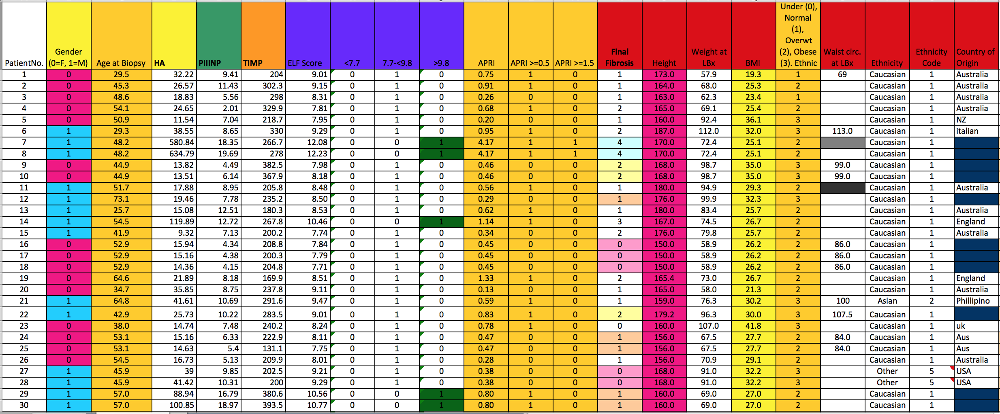 PatientNo. Gender (0=F, 1=M) Age at Biopsy HA PIIINP TIMP ELF Score <7.7 7.7-<9.8 >9.8 APRI APRI >=0.5 APRI >=1.5 Final Fibrosis Height Weight at LBx BMI Under (0), Normal (1), Overwt (2), Obese (3). Ethnic Waist circ. at LBx Ethnicity Ethnicity Code Country of Origin
1 0 29.5 32.22 9.41 204 9.01 0 1 0 0.75 1 0 1 173.0 57.9 19.3 1 69 Caucasian 1 Australia
2 0 45.3 26.57 11.43 302.3 9.15 0 1 0 0.91 1 0 1 164.0 68.0 25.3 2 Caucasian 1 Australia
3 0 48.6 18.83 5.56 298 8.31 0 1 0 0.26 0 0 1 163.0 62.3 23.4 1 Caucasian 1 Australia
4 0 54.1 24.65 2.01 329.9 7.81 0 1 0 0.68 1 0 2 165.0 69.1 25.4 2 Caucasian 1 Australia
5 0 50.9 11.54 7.04 218.7 7.95 0 1 0 0.20 0 0 1 160.0 92.4 36.1 3 Caucasian 1 NZ
6 1 29.3 38.55 8.65 330 9.29 0 1 0 0.95 1 0 2 187.0 112.0 32.0 3 113.0 Caucasian 1 italian
7 1 48.2 580.84 18.35 266.7 12.08 0 0 1 4.17 1 1 4 170.0 72.4 25.1 2 Caucasian 1
8 1 48.2 634.79 19.69 278 12.23 0 0 1 4.17 1 1 4 170.0 72.4 25.1 2 Caucasian 1
9 0 44.9 13.82 4.49 382.5 7.98 0 1 0 0.46 0 0 2 168.0 98.7 35.0 3 99.0 Caucasian 1
10 0 44.9 13.51 6.14 367.9 8.18 0 1 0 0.46 0 0 2 168.0 98.7 35.0 3 99.0 Caucasian 1
11 1 51.7 17.88 8.95 205.8 8.48 0 1 0 0.56 1 0 1 180.0 94.9 29.3 2 Caucasian 1 Australia
12 1 73.1 19.46 7.78 235.2 8.50 0 1 0 0.29 0 0 1 176.0 99.9 32.3 3 Caucasian 1
13 1 25.7 15.08 12.51 180.3 8.53 0 1 0 0.62 1 0 1 180.0 83.4 25.7 2 Caucasian 1 Australia
14 1 54.5 119.89 12.72 267.8 10.46 0 0 1 1.14 1 0 3 167.0 74.5 26.7 2 Caucasian 1 England
15 1 41.9 9.32 7.13 200.2 7.74 0 1 0 0.34 0 0 2 176.0 79.8 25.7 2 Caucasian 1 Australia
16 0 52.9 15.94 4.34 208.8 7.84 0 1 0 0.45 0 0 0 150.0 58.9 26.2 2 86.0 Caucasian 1
17 0 52.9 15.16 4.38 200.3 7.79 0 1 0 0.45 0 0 0 150.0 58.9 26.2 2 86.0 Caucasian 1
18 0 52.9 14.36 4.15 204.8 7.71 0 1 0 0.45 0 0 0 150.0 58.9 26.2 2 86.0 Caucasian 1
19 0 64.6 21.89 8.18 169.9 8.51 0 1 0 1.33 1 0 2 165.4 73.0 26.7 2 Caucasian 1 England
20 0 34.7 35.85 8.75 237.8 9.11 0 1 0 0.13 0 0 1 165.0 58.0 21.3 2 Caucasian 1 Australia
21 1 64.8 41.61 10.69 291.6 9.47 0 1 0 0.59 1 0 1 159.0 76.3 30.2 3 100 Asian 2 Phillipino
22 1 42.9 25.73 10.22 283.5 9.01 0 1 0 0.83 1 0 2 179.2 96.3 30.0 3 107.5 Caucasian 1
23 0 38.0 14.74 7.48 240.2 8.24 0 1 0 0.78 1 0 0 160.0 107.0 41.8 3 Caucasian 1 uk
24 0 53.1 15.16 6.33 222.9 8.11 0 1 0 0.47 0 0 1 156.0 67.5 27.7 2 84.0 Caucasian 1 Aus
25 0 53.1 14.63 5.4 131.1 7.75 0 1 0 0.47 0 0 1 156.0 67.5 27.7 2 84.0 Caucasian 1 Aus
26 0 54.5 16.73 5.13 209.9 8.01 0 1 0 0.28 0 0 1 156.0 70.9 29.1 2 Caucasian 1 Australia
27 1 45.9 39 9.85 202.5 9.21 0 1 0 0.38 0 0 0 168.0 91.0 32.2 3 Other 5 USA
28 1 45.9 41.42 10.31 200 9.29 0 1 0 0.38 0 0 0 168.0 91.0 32.2 3 Other 5 USA
29 1 57.0 88.94 16.79 380.6 10.56 0 0 1 0.80 1 0 1 160.0 69.0 27.0 2 Caucasian 1
30 1 57.0 100.85 18.97 393.5 10.77 0 0 1 0.80 1 0 1 160.0 69.0 27.0 2 Caucasian 1